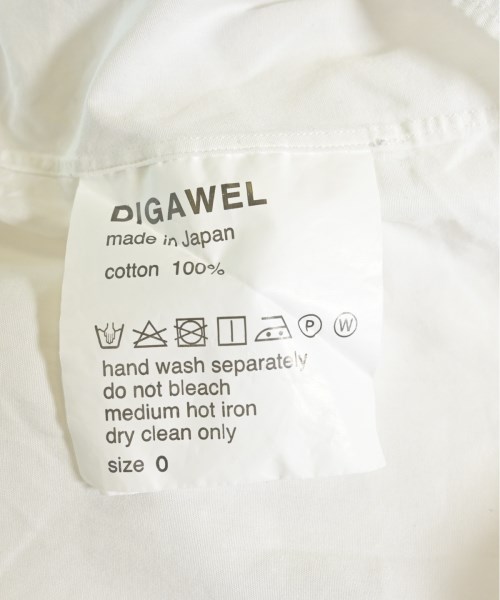 DIGAWEL
made in Japan
cotton 100%
P W
hand wash separately
do not bleach
medium hot iron
dry clean only
size 0